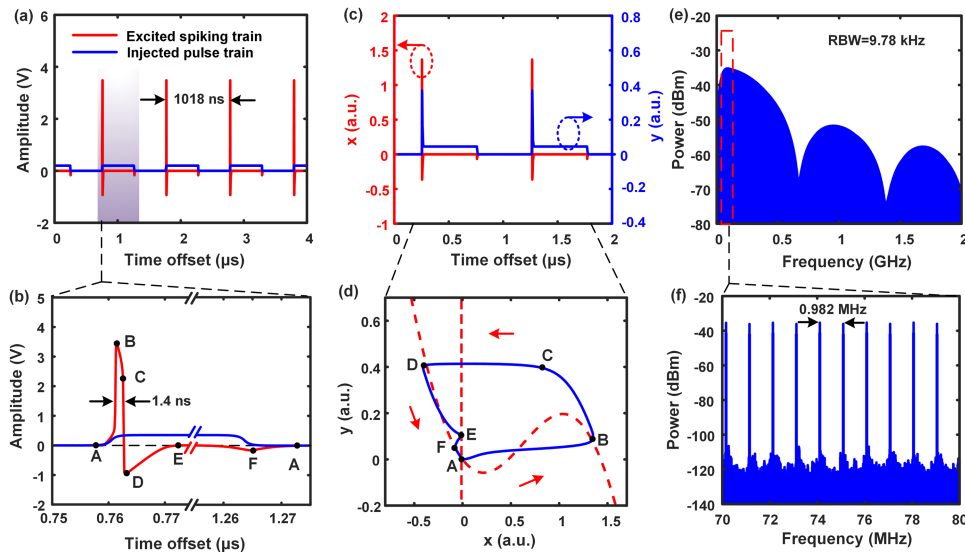 (a)
4
3
2
1
0
-1
-2
Amplitude (V)
Excited spiking train
Injected pulse train
1018 ns
0 1 2 3 4
Time offset (µs)
(c)
2
1.5
1
0.5
0
-0.5
-1
x (a.u.)
0.8
0.6
0.4
0.2
0
-0.2
-0.4
y (a.u.)
0 0.5 1 1.5 2
Time offset (µs)
(e)
-20
-30
-40
-50
-60
-70
-80
Power (dBm)
RBW=9.78 kHz
0 0.5 1 1.5 2
Frequency (GHz)
(b)
5
4
3
2
1
0
-1
-2
Amplitude (V)
B
C
1.4 ns
A
D
E
F
A
0.75 0.76 0.77 1.26 1.27
Time offset (µs)
(d)
0.8
0.6
0.4
0.2
0
-0.2
y (a.u.)
D
C
E
F
A
B
-0.5 0 0.5 1 1.5
x (a.u.)
(f)
-20
-40
-60
-80
-100
-120
-140
Power (dBm)
0.982 MHz
70 72 74 76 78 80
Frequency (MHz)